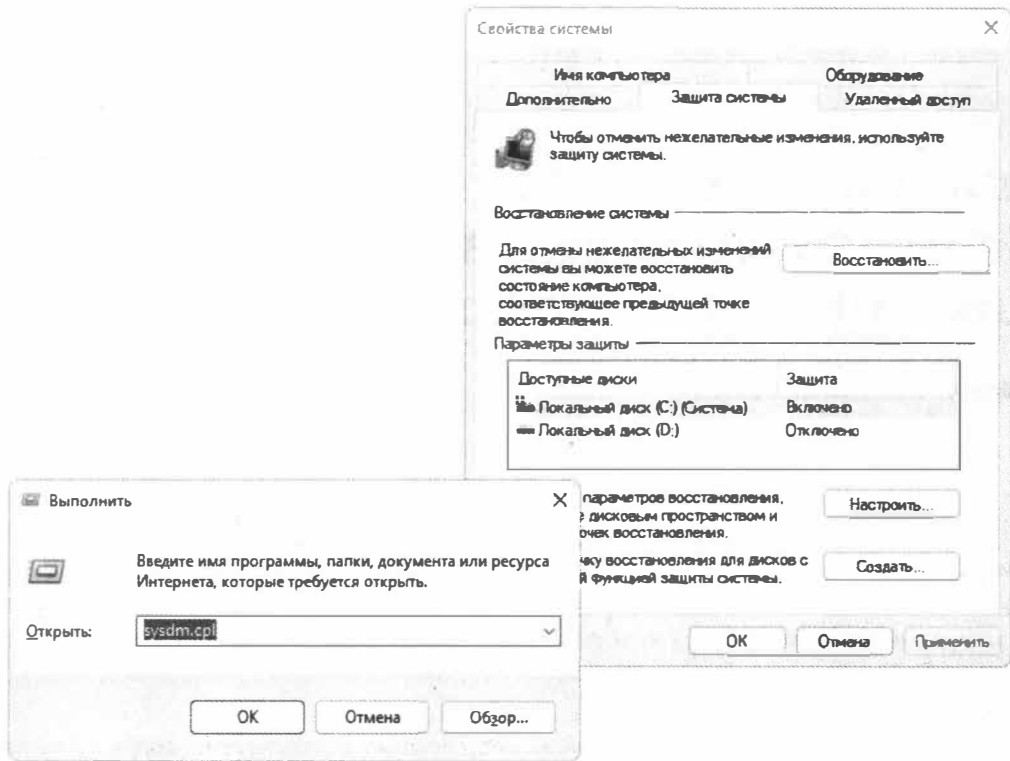 Свойства системы
Имя компьютера
Оборудование
Дополнительно
Защита системы
Удаленный доступ
Чтобы отменить нежелательные изменения, используйте
защиту системы.
Восстановление системы
Для отмены нежелательных изменений
системы вы можете восстановить
состояние компьютера,
соответствующее предыдущей точке
восстановления.
Восстановить...
Параметры защиты
Доступные диски
Защита
Локальный диск (C:) (Система)
Включено
Локальный диск (D:)
Отключено
параметров восстановления,
дисковым пространством и
восстановления.
Настроить...
восстановления для дисков с
функцией защиты системы.
Создать...
OK
Отмена
Применить
Выполнить
Введите имя программы, папки, документа или ресурса
Интернета, которые требуется открыть.
Открыть:
sysdm.cpl
OK
Отмена
Обзор...